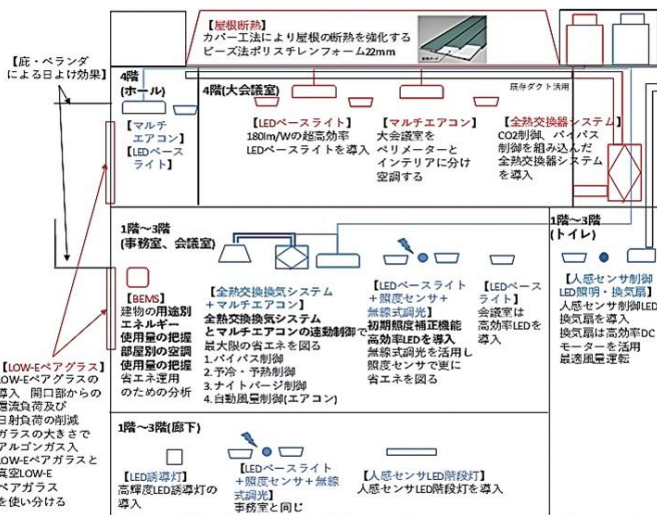 【屋根断熱】
カバー工法により屋根の断熱を強化する
ビーズ法ポリスチレンフォーム22mm
【庇・ベランダ
による日よけ効果】
4階
(ホール)
【マルチ
エアコン】
【LEDベース
ライト】
4階(大会議室)
既存ダクト活用
【LEDベースライト】
180lm/Wの超高効率
LEDベースライトを導入
【マルチエアコン】
大会議室を
ペリメーターと
インテリアに分け
空調する
【全熱交換器システム】
CO2制御、バイパス
制御を組み込んだ
全熱交換器システム
を導入
1階～3階
(事務室、会議室)
【BEMS】
建物の用途別
エネルギー
使用量の把握
部屋別の空調
使用量の把握
省エネ運用
のための分析
【全熱交換換気システム
＋マルチエアコン】
全熱交換換気システム
とマルチエアコンの連動制御で
最大限の省エネを図る
1.バイパス制御
2.予冷・予熱制御
3.ナイトパージ制御
4.自動風量制御(エアコン)
【LEDベースライト
＋照度センサ＋
無線式調光】
初期照度補正機能
高効率LEDを導入
無線式調光を活用し
照度センサで更に
省エネを図る
【LEDベース
ライト】
会議室は
高効率LEDを
導入
1階～3階
(トイレ)
【人感センサ制御
LED照明・換気扇】
人感センサ制御LED
換気扇を導入
換気扇は高効率DC
モーターを活用
最適風量運転
【LOW-Eペアグラス】
LOW-Eペアグラスの
導入 開口部からの
還流負荷及び
日射負荷の削減
ガラスの大きさで
アルゴンガス入
LOW-Eペアガラスと
真空LOW-E
ペアガラス
を使い分ける
1階～3階(廊下)
【LED誘導灯】
高輝度LED誘導灯の
導入
【LEDベースライト
＋照度センサ＋無線
式調光】
事務室と同じ
【人感センサLED階段灯】
人感センサLED階段灯を導入